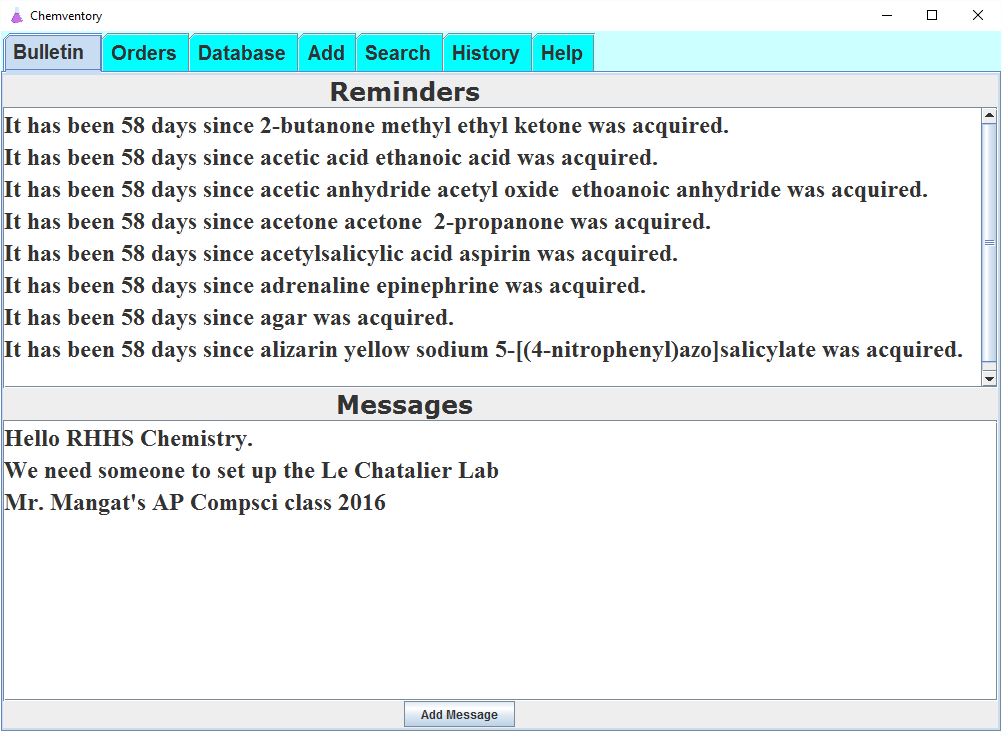 Chemventory
Bulletin Orders Database Add Search History Help
Reminders
It has been 58 days since 2-butanone methyl ethyl ketone was acquired.
It has been 58 days since acetic acid ethanoic acid was acquired.
It has been 58 days since acetic anhydride acetyl oxide  ethoanoic anhydride was acquired.
It has been 58 days since acetone acetone  2-propanone was acquired.
It has been 58 days since acetylsalicylic acid aspirin was acquired.
It has been 58 days since adrenaline epinephrine was acquired.
It has been 58 days since agar was acquired.
It has been 58 days since alizarin yellow sodium 5-[(4-nitrophenyl)azo]salicylate was acquired.
Messages
Hello RHHS Chemistry.
We need someone to set up the Le Chatalier Lab
Mr. Mangat's AP Compsci class 2016
Add Message